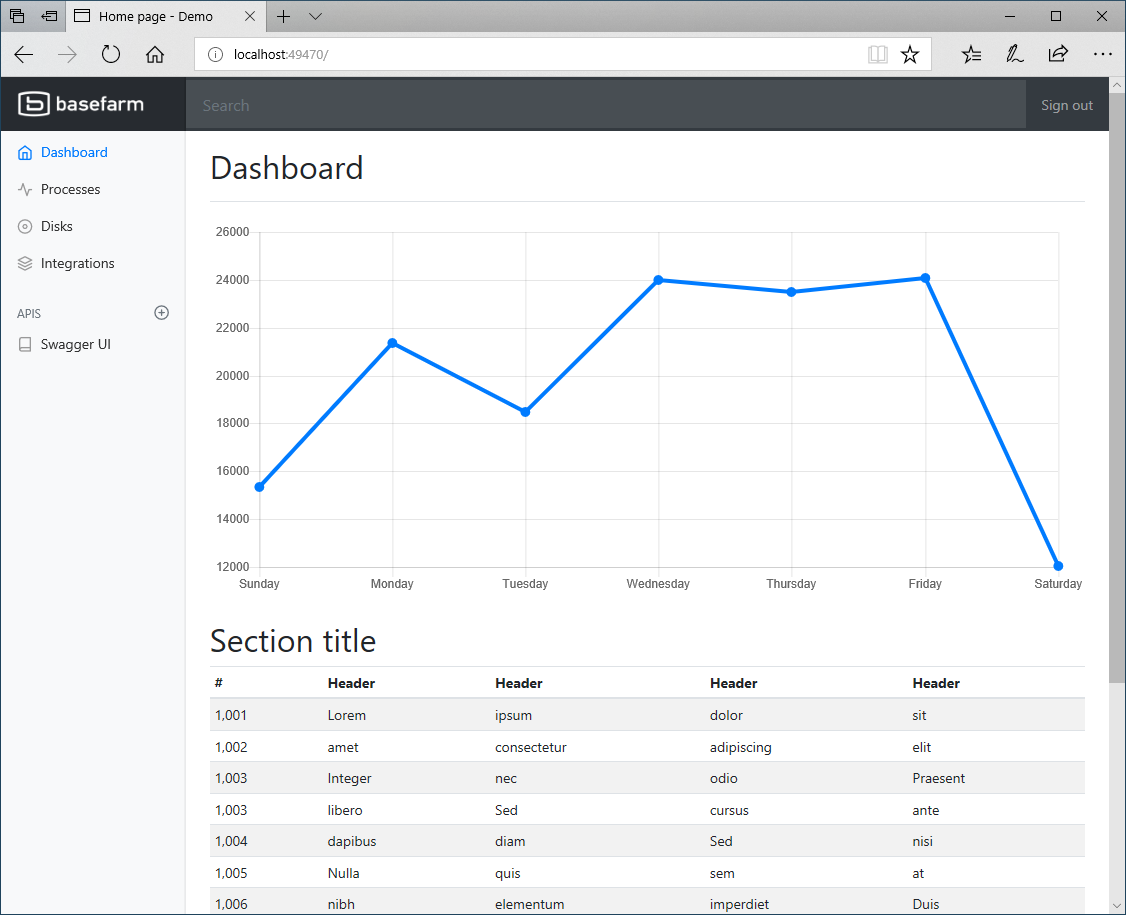 Home page - Demo
localhost:49470/
basefarm
Search
Sign out
Dashboard
Processes
Disks
Integrations
APIS
Swagger UI
Dashboard
26000
24000
22000
20000
18000
16000
14000
12000
Sunday Monday Tuesday Wednesday Thursday Friday Saturday
Section title
# Header Header Header Header
1,001 Lorem ipsum dolor sit
1,002 amet consectetur adipiscing elit
1,003 Integer nec odio Praesent
1,003 libero Sed cursus ante
1,004 dapibus diam Sed nisi
1,005 Nulla quis sem at
1,006 nibh elementum imperdiet Duis